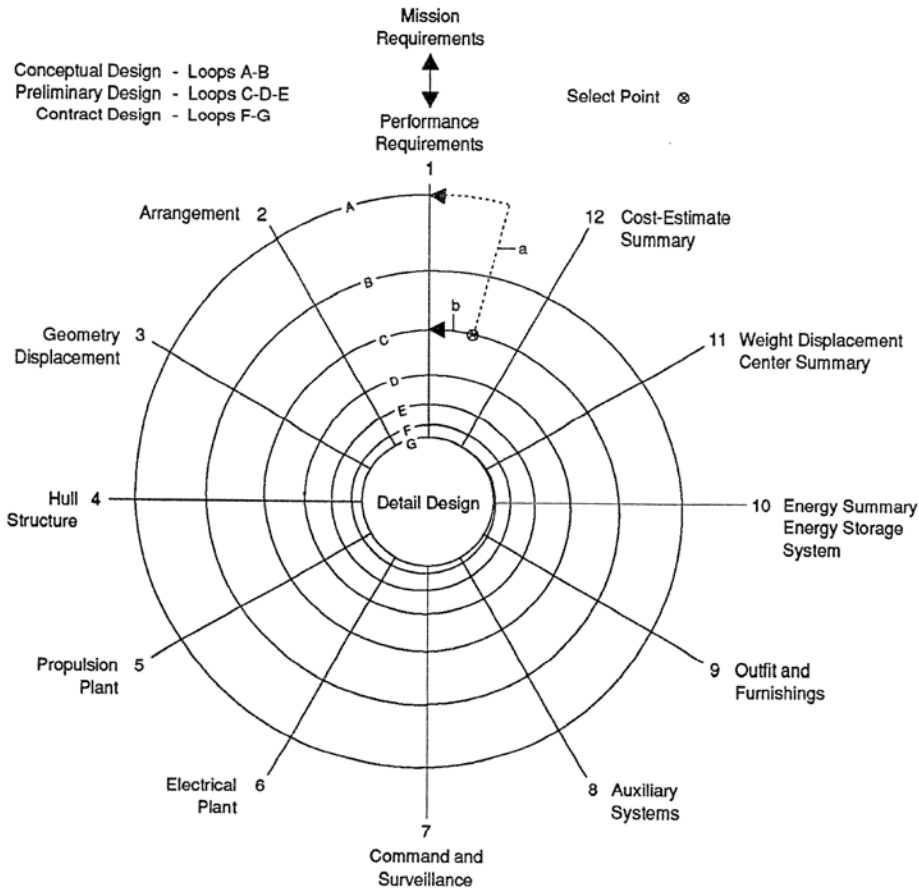 Mission
Requirements
Conceptual Design - Loops A-B
Preliminary Design - Loops C-D-E
Contract Design - Loops F-G
Select Point ⊗
Performance
Requirements
1
Arrangement 2
A
12 Cost-Estimate
Summary
a
B
b
C
Geometry 3
Displacement
11 Weight Displacement
Center Summary
D
E
F
G
Hull 4
Structure
Detail Design
10 Energy Summary
Energy Storage
System
Propulsion 5
Plant
9 Outfit and
Furnishings
Electrical 6
Plant
8 Auxiliary
Systems
7
Command and
Surveillance